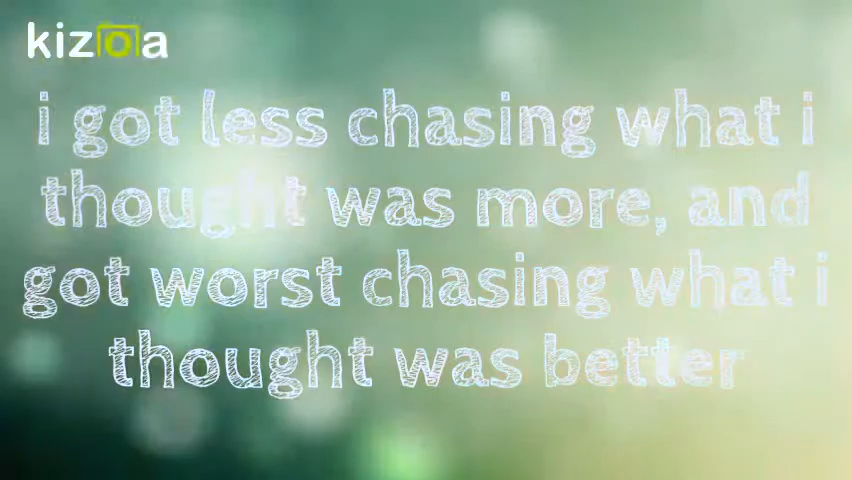 kizoa
i got less chasing what i
thought was more, and
got worst chasing what i
thought was better